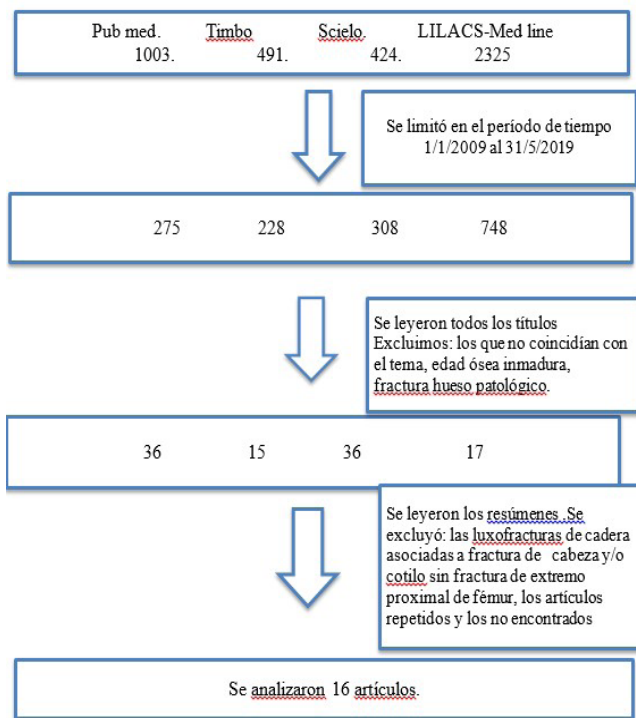 Pub med. Timbo Scielo. LILACS-Med line
1003. 491. 424. 2325
Se limitó en el período de tiempo
1/1/2009 al 31/5/2019
275 228 308 748
Se leyeron todos los títulos
Excluimos: los que no coincidían con
el tema, edad ósea inmadura,
fractura hueso patológico.
36 15 36 17
Se leyeron los resúmenes .Se
excluyó: las luxofracturas de cadera
asociadas a fractura de cabeza y/o
cotilo sin fractura de extremo
proximal de fémur, los artículos
repetidos y los no encontrados
Se analizaron 16 artículos.